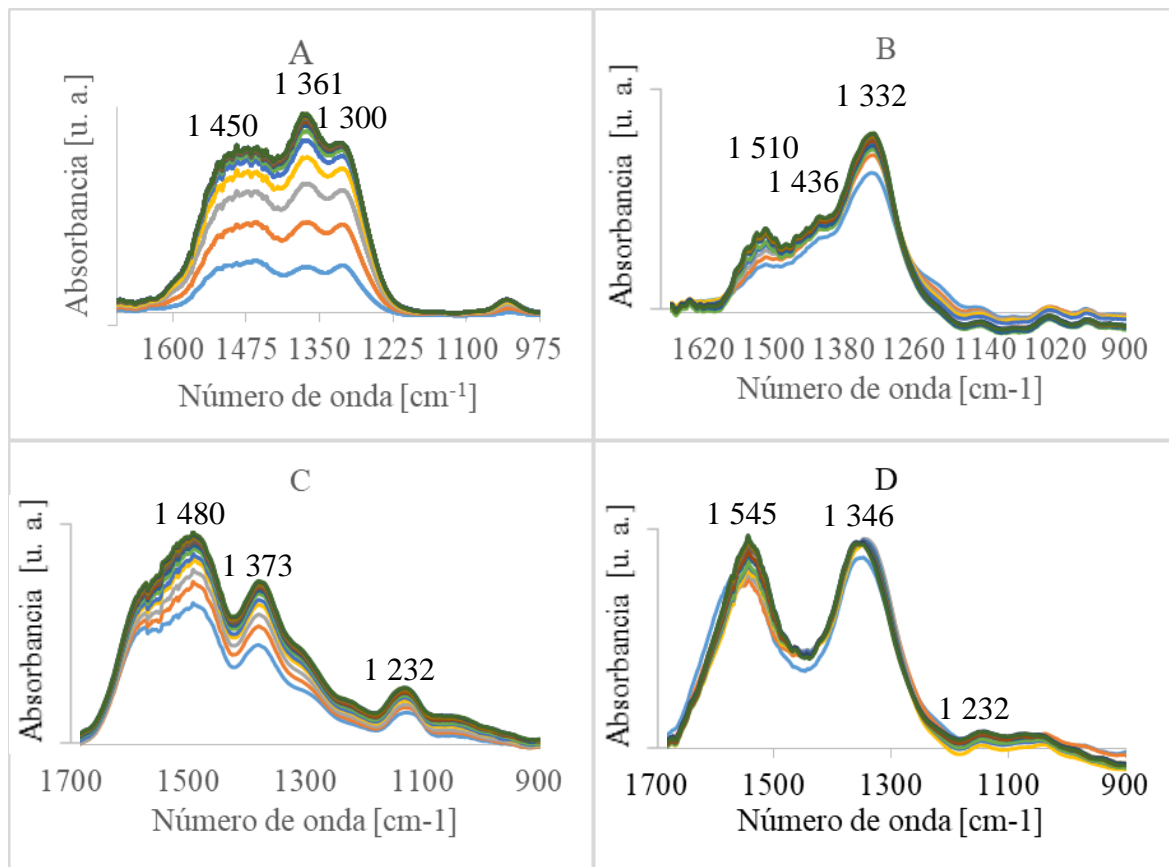 A
1 361
1 450
1 300
Absorbancia [u. a.]
1600 1475 1350 1225 1100 975
Número de onda [cm-1]
B
1 332
1 510
1 436
Absorbancia [u. a.]
1620 1500 1380 1260 1140 1020 900
Número de onda [cm-1]
C
1 480
1 373
1 232
Absorbancia [u. a.]
1700 1500 1300 1100 900
Número de onda [cm-1]
D
1 545 1 346
1 232
Absorbancia [u. a.]
1700 1500 1300 1100 900
Número de onda [cm-1]